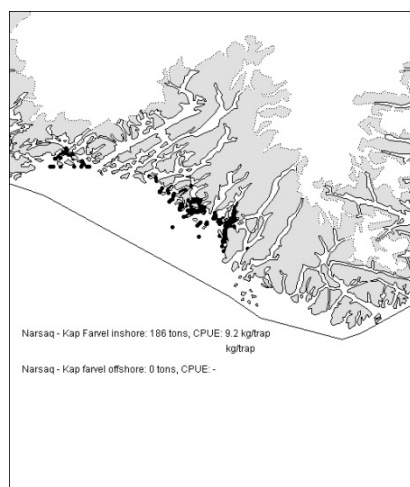 Narsaq - Kap Farvel inshore: 186 tons, CPUE: 9.2 kg/trap
kg/trap
Narsaq - Kap farvel offshore: 0 tons, CPUE: -